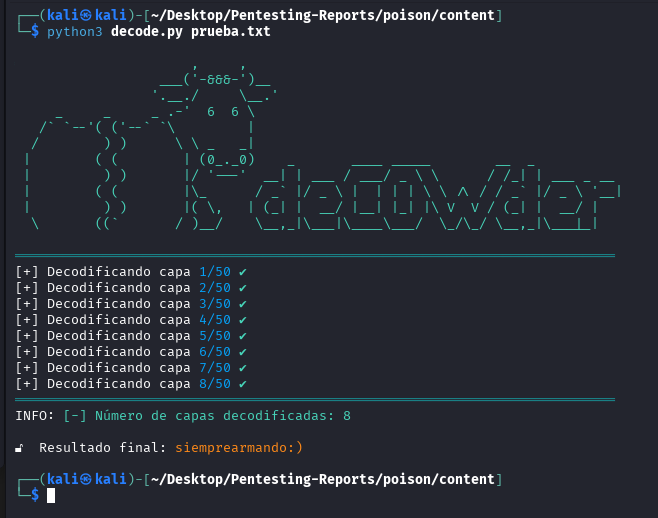 ┌──(kali㉿kali)-[~/Desktop/Pentesting-Reports/poison/content]
└─$ python3 decode.py prueba.txt
[+] Decodificando capa 1/50 ✔
[+] Decodificando capa 2/50 ✔
[+] Decodificando capa 3/50 ✔
[+] Decodificando capa 4/50 ✔
[+] Decodificando capa 5/50 ✔
[+] Decodificando capa 6/50 ✔
[+] Decodificando capa 7/50 ✔
[+] Decodificando capa 8/50 ✔
INFO: [-] Número de capas decodificadas: 8
🔓 Resultado final: siemprearmando:)
┌──(kali㉿kali)-[~/Desktop/Pentesting-Reports/poison/content]
└─$